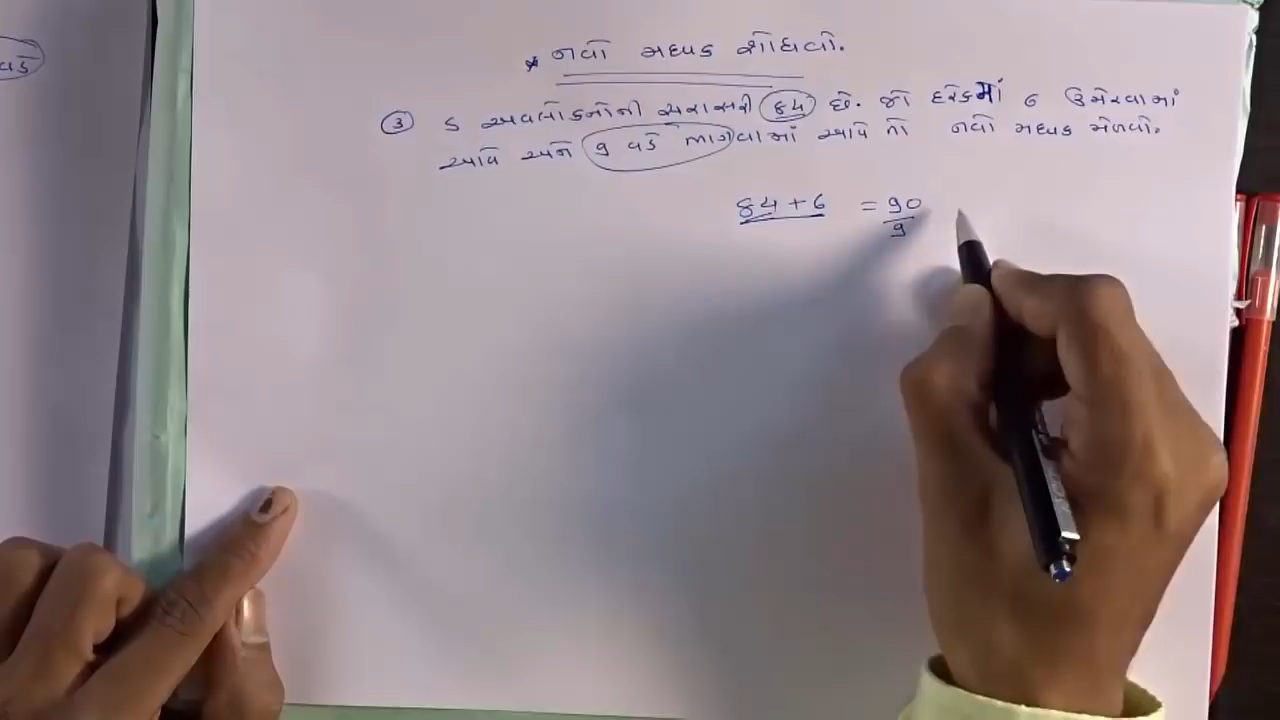 વડે
* નવો મધ્યક શોધવો.
③ ડ અવલોકનોની સરાસરી 84 છે. જો દરેકમાં 6 ઉમેરવામાં
આવે અને 9 વડે ભાગવામાં આવે તો નવો મધ્યક મેળવો.
84 + 6 = 90
9